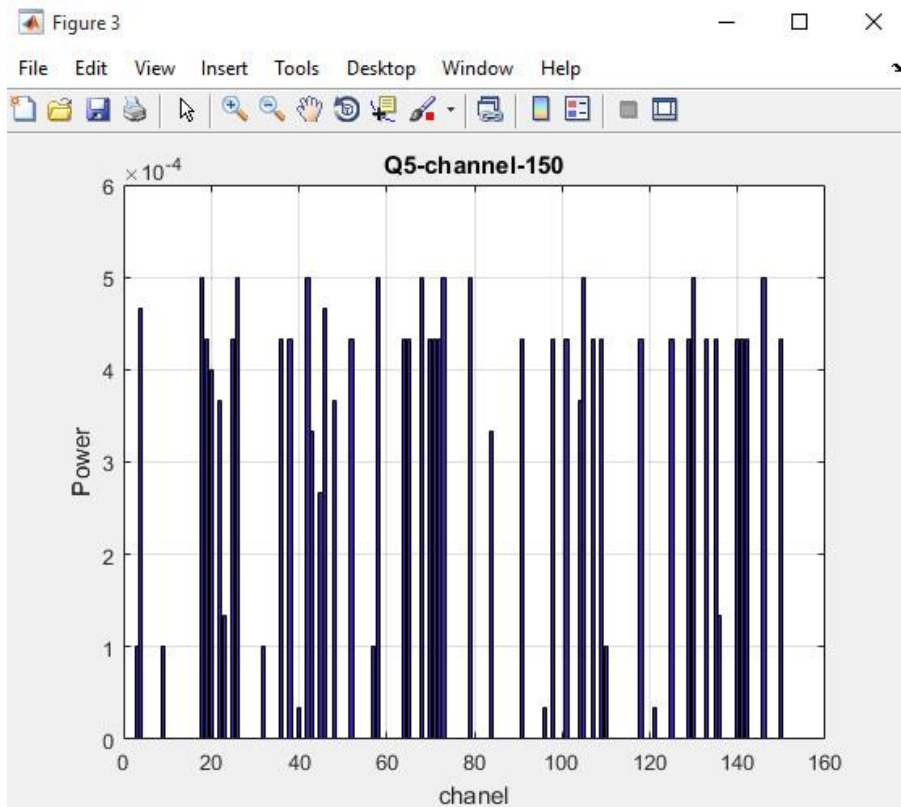 Figure 3
File Edit View Insert Tools Desktop Window Help
Q5-channel-150
×10-4
6
5
4
3
2
1
0
Power
0 20 40 60 80 100 120 140 160
chanel